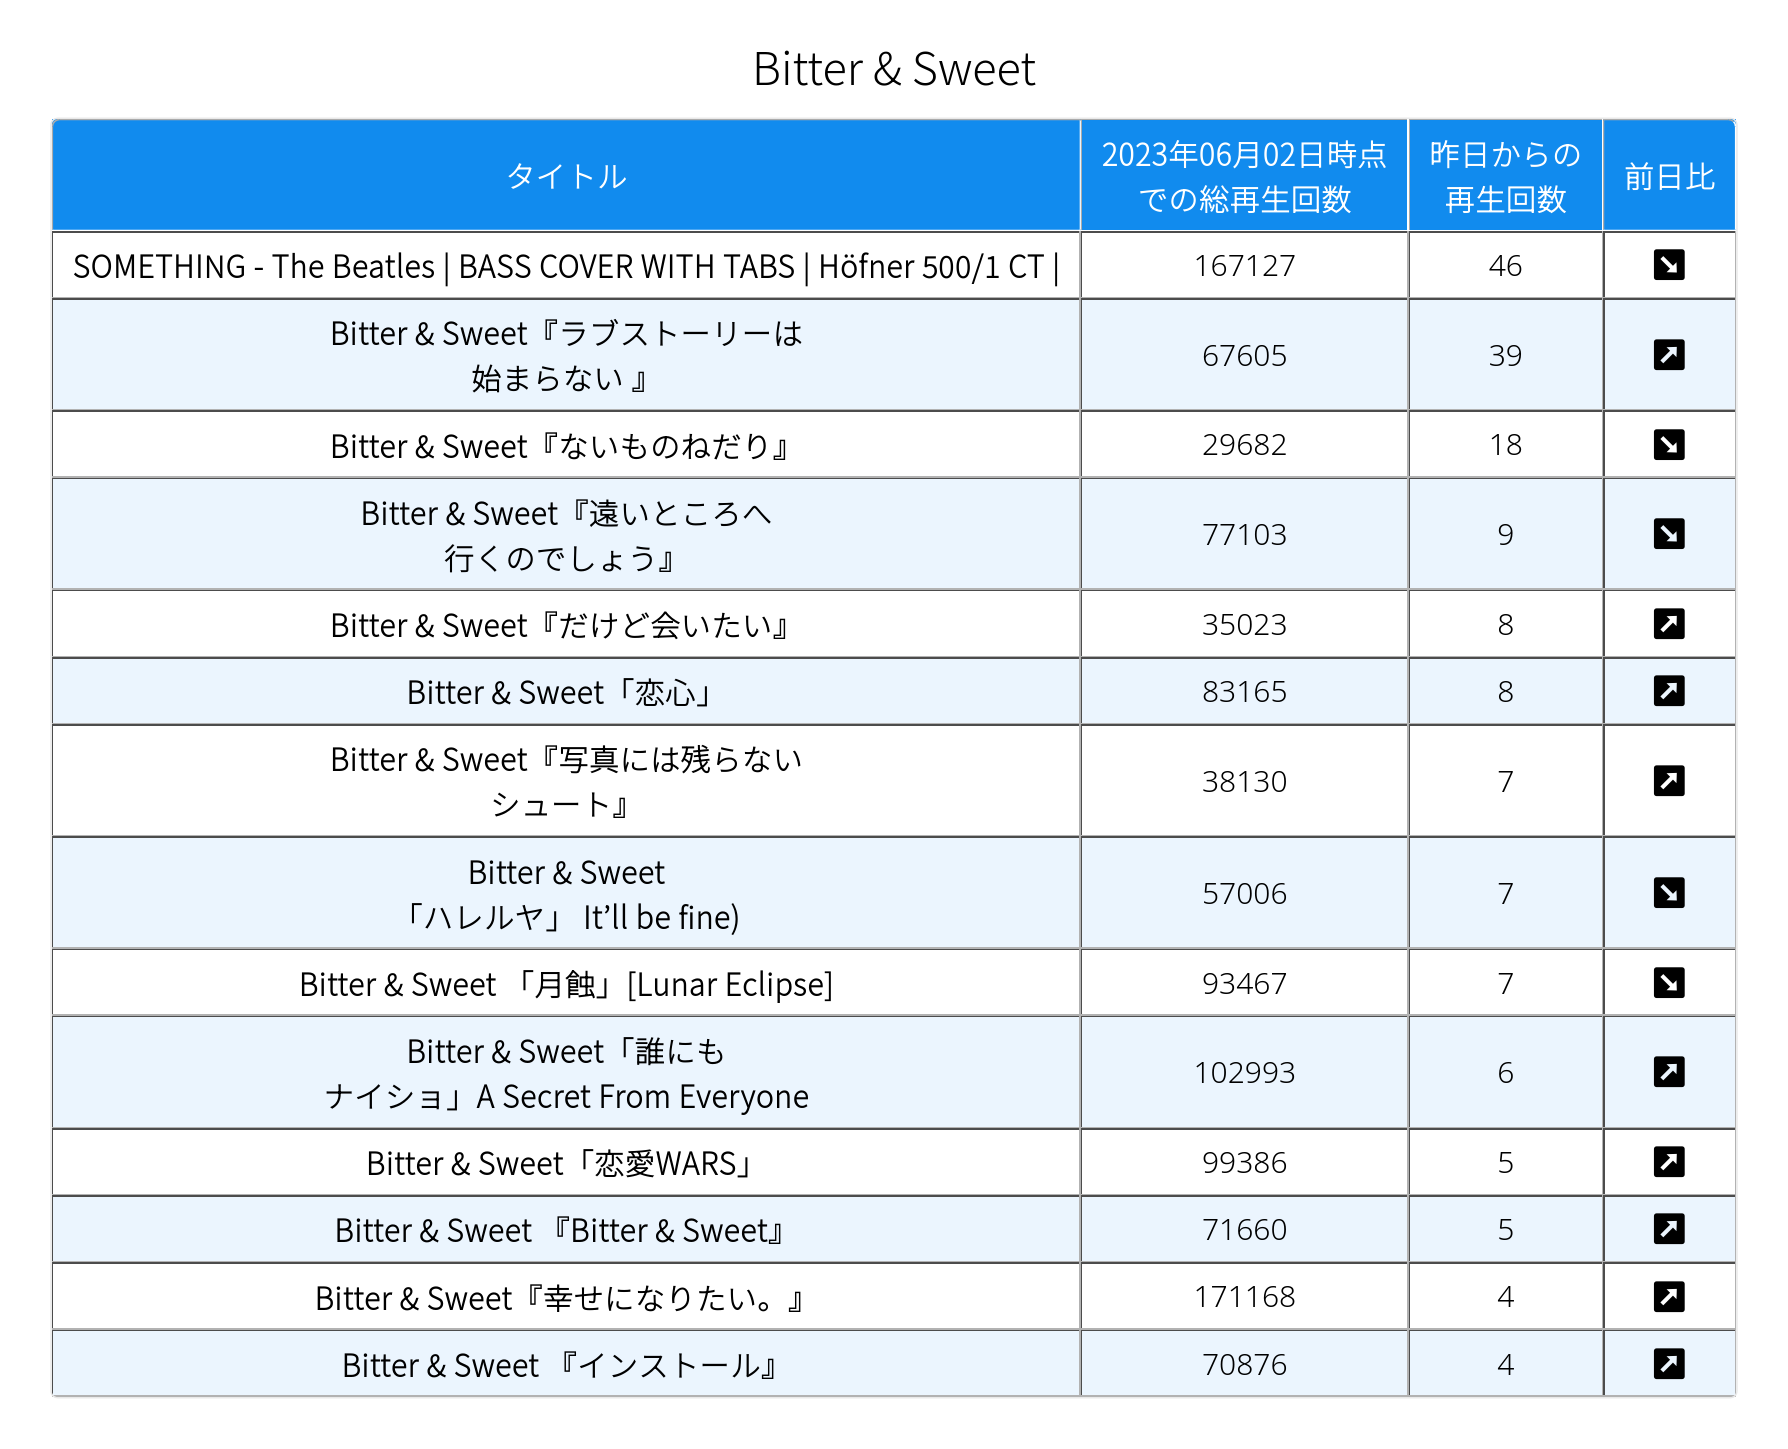 Bitter & Sweet
タイトル
2023年06月02日時点
での総再生回数
昨日からの
再生回数
前日比
SOMETHING - The Beatles | BASS COVER WITH TABS | Höfner 500/1 CT |
167127
46
↘
Bitter & Sweet『ラブストーリーは
始まらない 』
67605
39
↗
Bitter & Sweet『ないものねだり』
29682
18
↘
Bitter & Sweet『遠いところへ
行くのでしょう』
77103
9
↘
Bitter & Sweet『だけど会いたい』
35023
8
↗
Bitter & Sweet「恋心」
83165
8
↗
Bitter & Sweet『写真には残らない
シュート』
38130
7
↗
Bitter & Sweet
「ハレルヤ」 It’ll be fine)
57006
7
↘
Bitter & Sweet 「月蝕」[Lunar Eclipse]
93467
7
↘
Bitter & Sweet「誰にも
ナイショ」A Secret From Everyone
102993
6
↗
Bitter & Sweet「恋愛WARS」
99386
5
↗
Bitter & Sweet 『Bitter & Sweet』
71660
5
↗
Bitter & Sweet『幸せになりたい。』
171168
4
↗
Bitter & Sweet 『インストール』
70876
4
↗